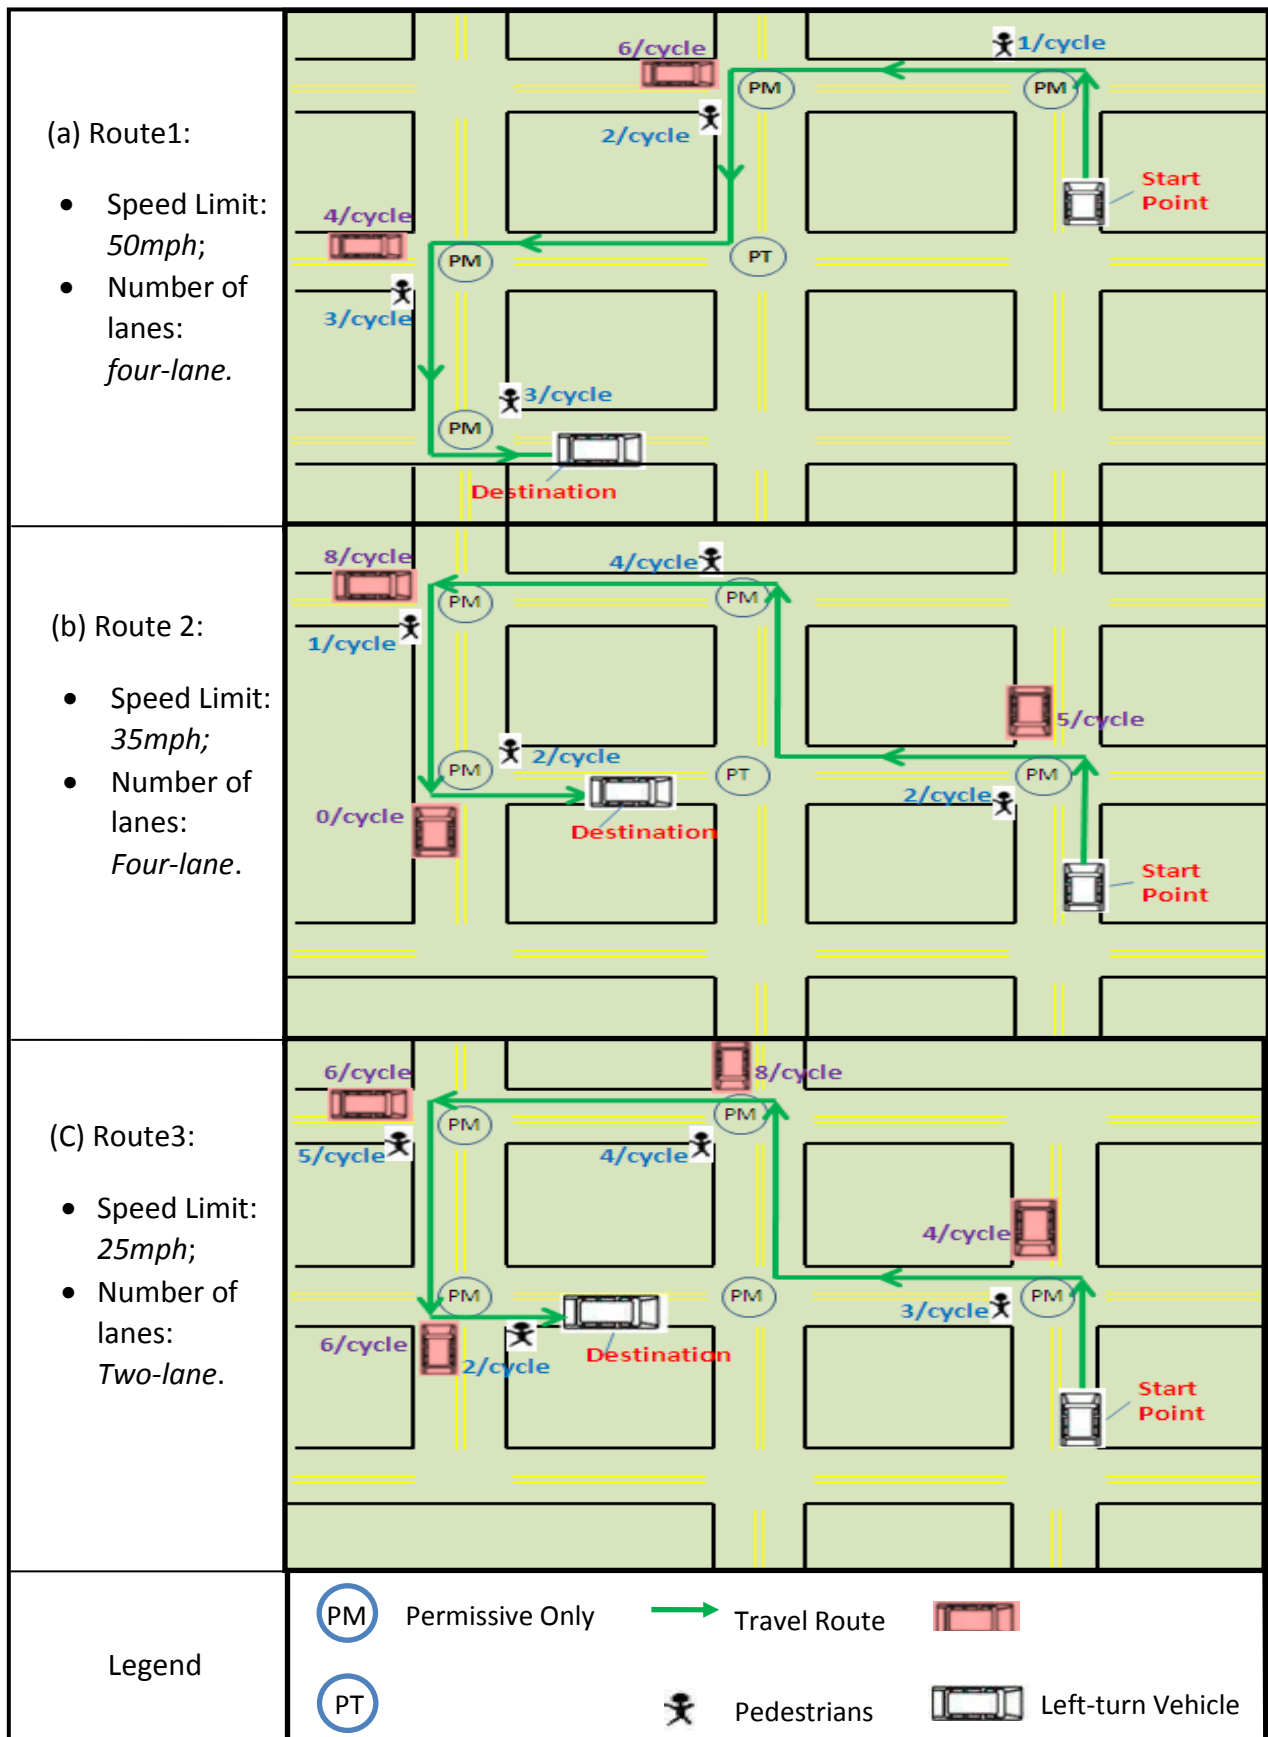 (a) Route1:
• Speed Limit:
50mph;
• Number of
lanes:
four-lane.
6/cycle
1/cycle
PM
PM
2/cycle
Start
Point
4/cycle
PM
PT
3/cycle
3/cycle
PM
Destination
(b) Route 2:
• Speed Limit:
35mph;
• Number of
lanes:
Four-lane.
8/cycle
4/cycle
PM
PM
1/cycle
5/cycle
2/cycle
PM
PT
PM
2/cycle
0/cycle
Destination
Start
Point
(C) Route3:
• Speed Limit:
25mph;
• Number of
lanes:
Two-lane.
6/cycle
8/cycle
PM
PM
5/cycle
4/cycle
4/cycle
PM
PM
PM
3/cycle
6/cycle
2/cycle
Destination
Start
Point
Legend
PM Permissive Only
Travel Route
PT
Pedestrians
Left-turn Vehicle